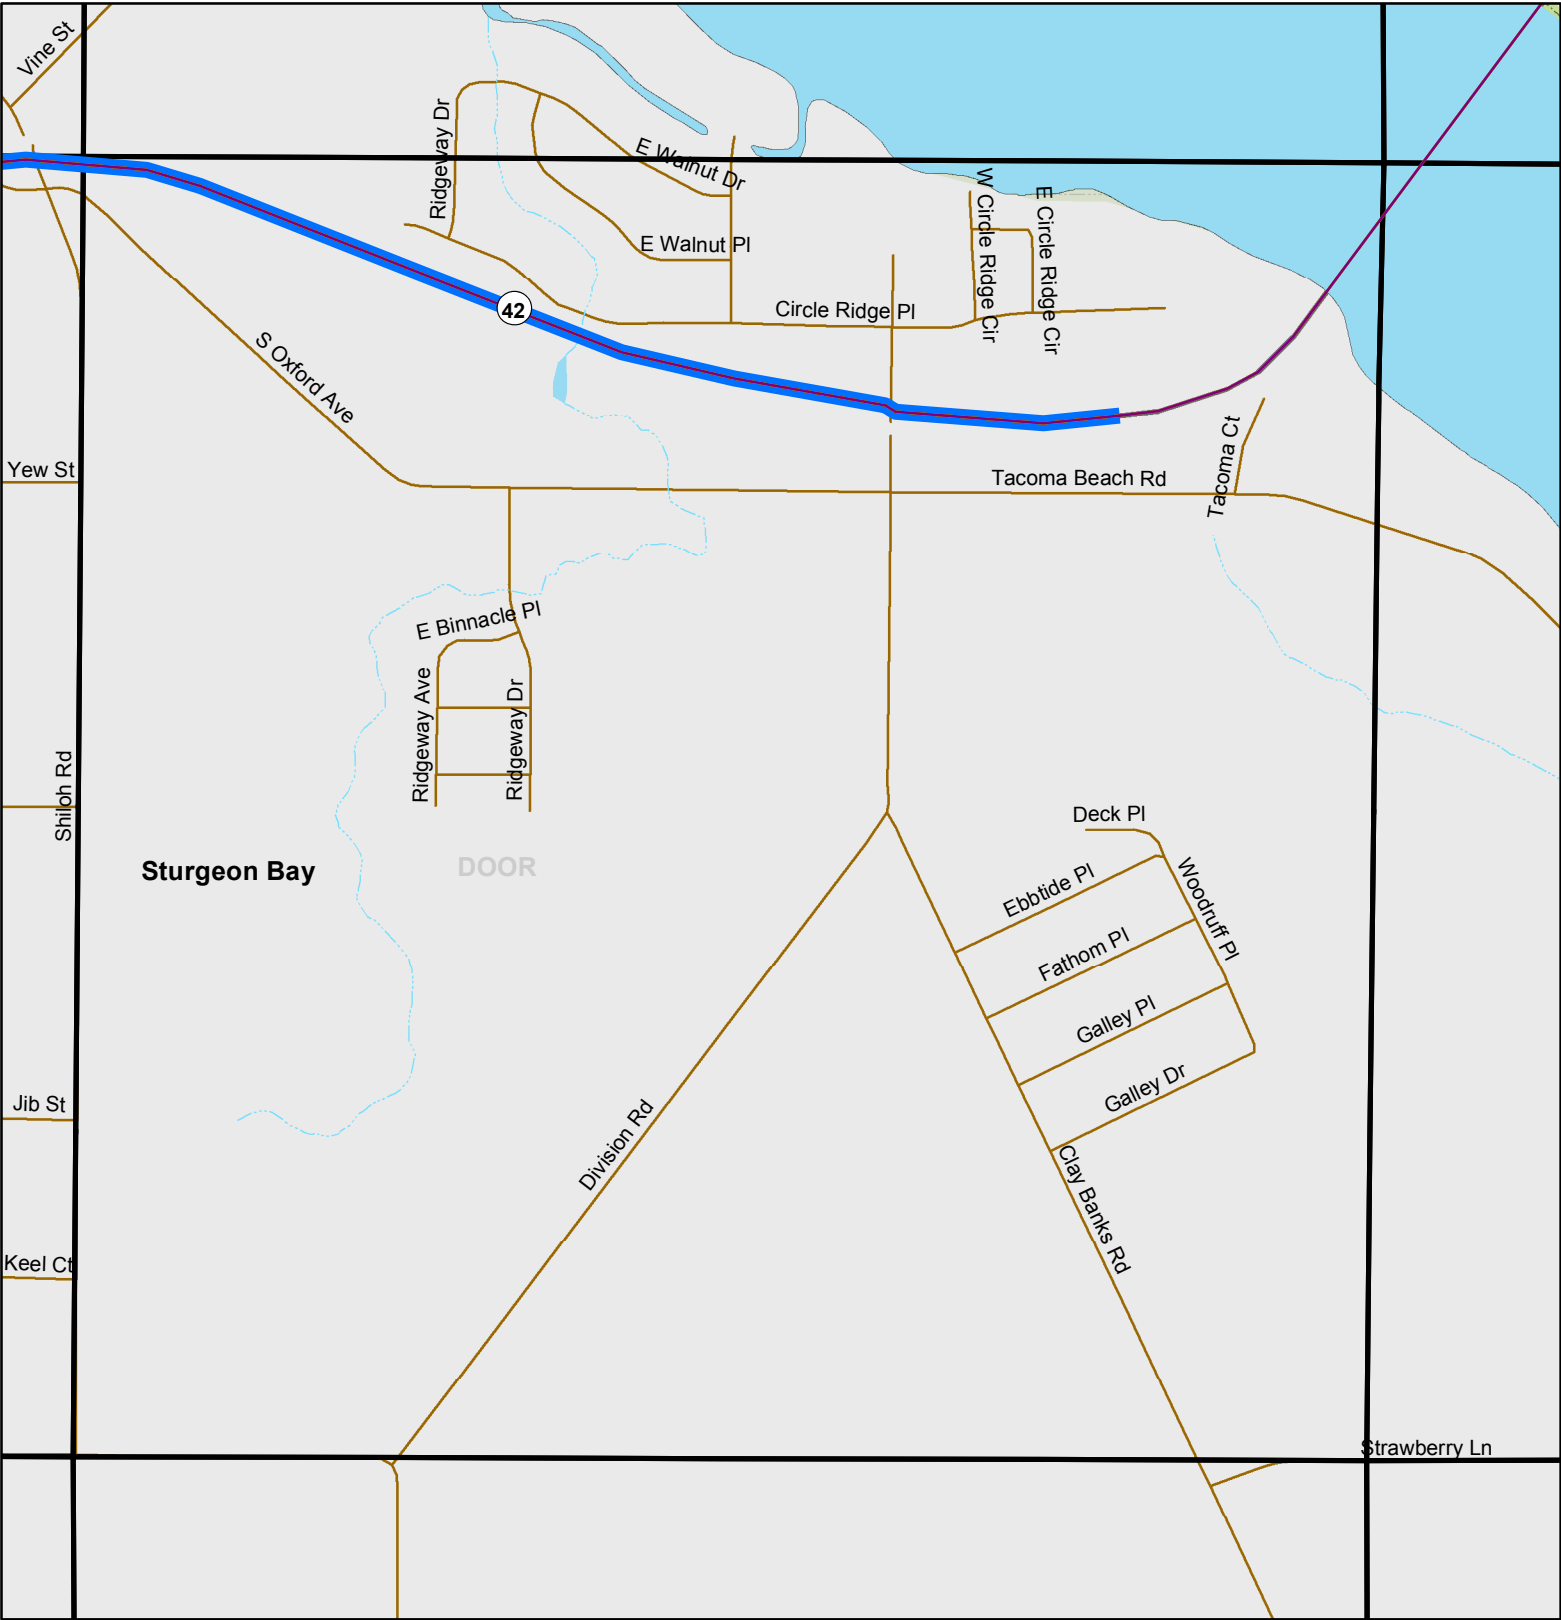 Vine St
Ridgeway Dr
E Walnut Dr
W Circle Ridge Cir
E Circle Ridge Cir
E Walnut Pl
42
Circle Ridge Pl
S Oxford Ave
Yew St
Tacoma Beach Rd
Tacoma Ct
E Binnacle Pl
Ridgeway Ave
Ridgeway Dr
Shiloh Rd
Deck Pl
Sturgeon Bay
DOOR
Ebbtide Pl
Woodruff Pl
Fathom Pl
Galley Pl
Galley Dr
Jib St
Division Rd
Clay Banks Rd
Keel Ct
Strawberry Ln